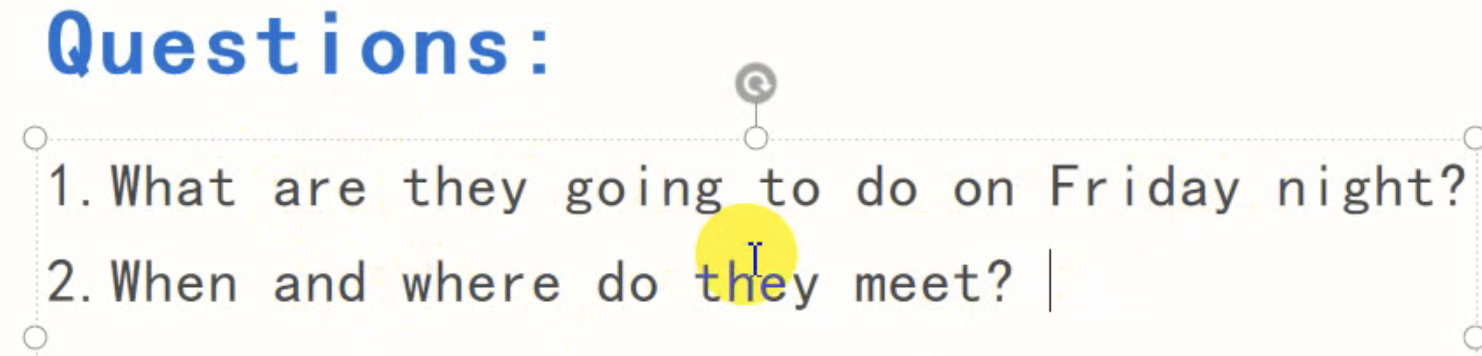 Questions:
1. What are they going to do on Friday night?
2. When and where do they meet?